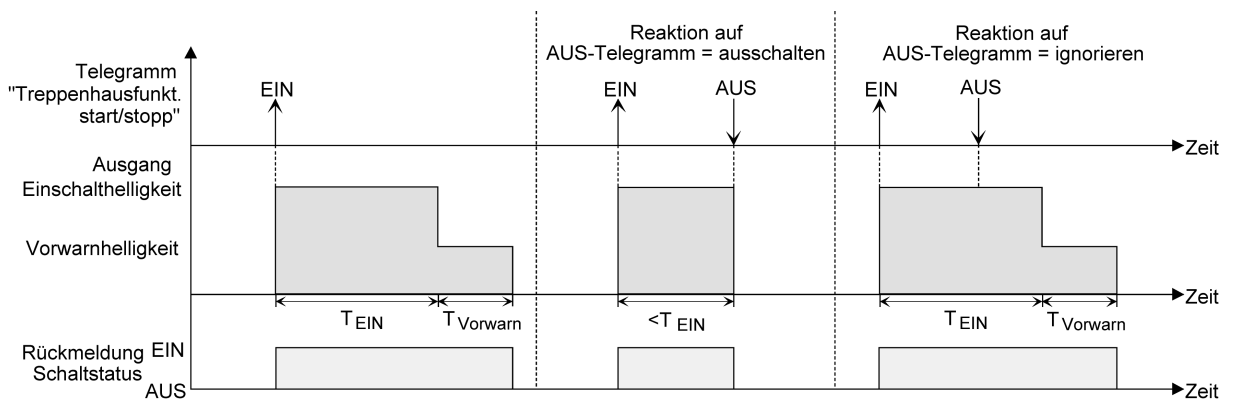 Reaktion auf
AUS-Telegramm = ausschalten
Reaktion auf
AUS-Telegramm = ignorieren
Telegramm
"Treppenhausfunkt.
start/stopp"
EIN
EIN
AUS
EIN
AUS
Zeit
Ausgang
Einschalthelligkeit
Vorwarnhelligkeit
Zeit
T EIN
T Vorwarn
<T EIN
T EIN
T Vorwarn
Rückmeldung
Schaltstatus
EIN
AUS
Zeit